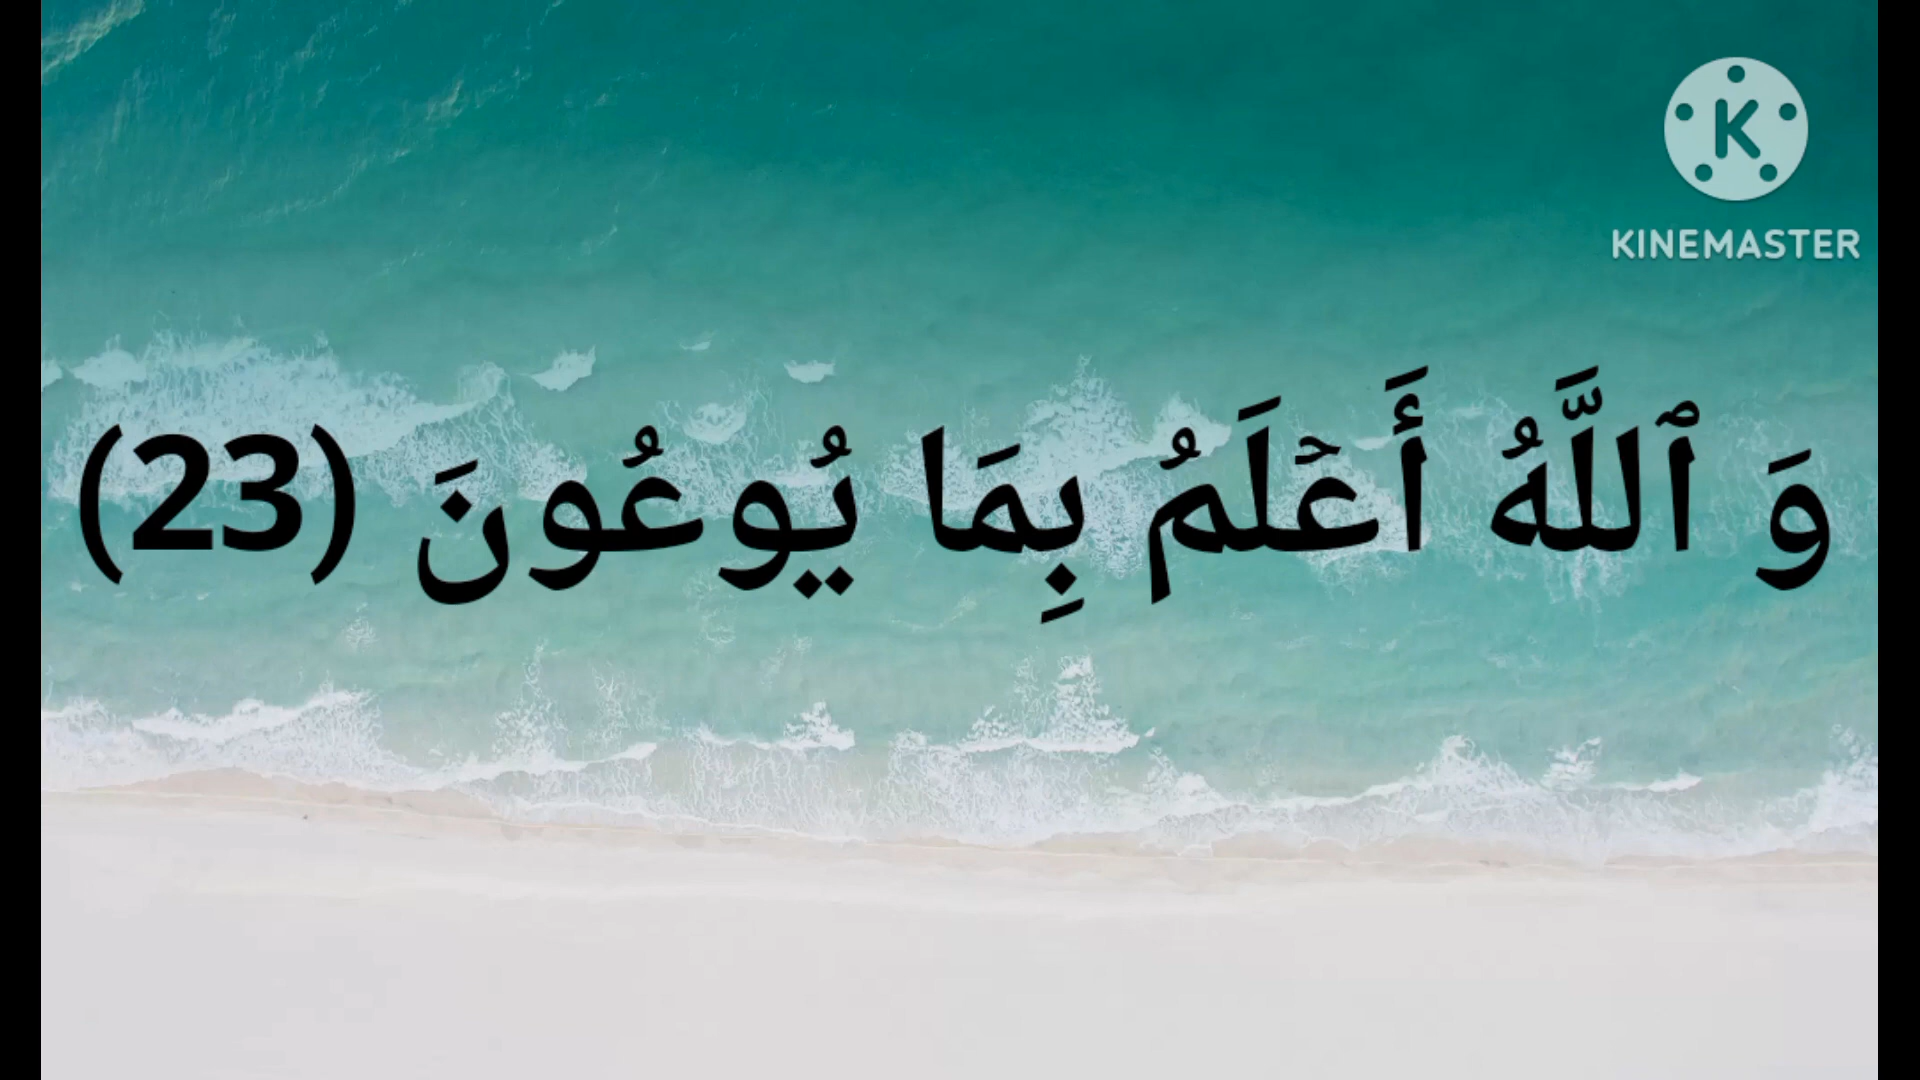 K
KINEMASTER
وَ ٱللَّهُ أَعۡلَمُ بِمَا يُوعُونَ (23)